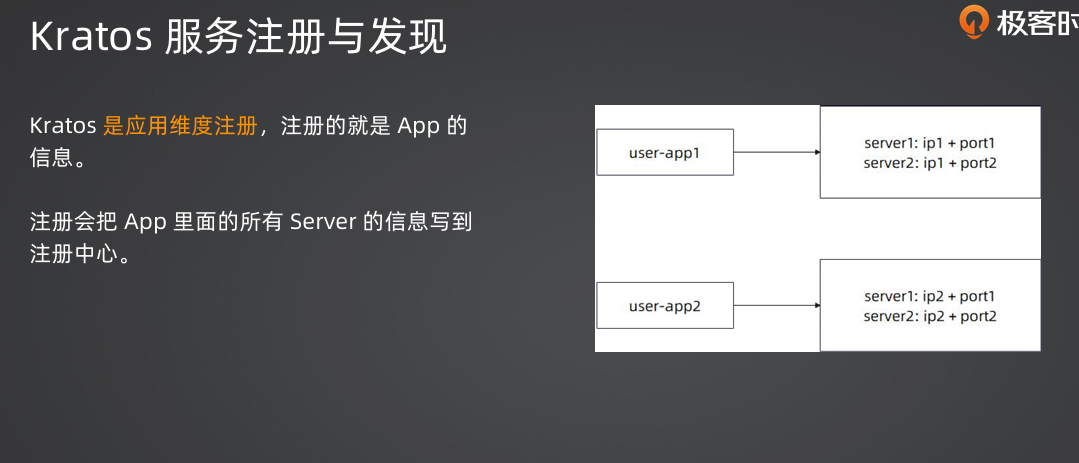 Kratos 服务注册与发现
极客时
Kratos 是应用维度注册，注册的就是 App 的
信息。
注册会把 App 里面的所有 Server 的信息写到
注册中心。
user-app1
server1: ip1 + port1
server2: ip1 + port2
user-app2
server1: ip2 + port1
server2: ip2 + port2